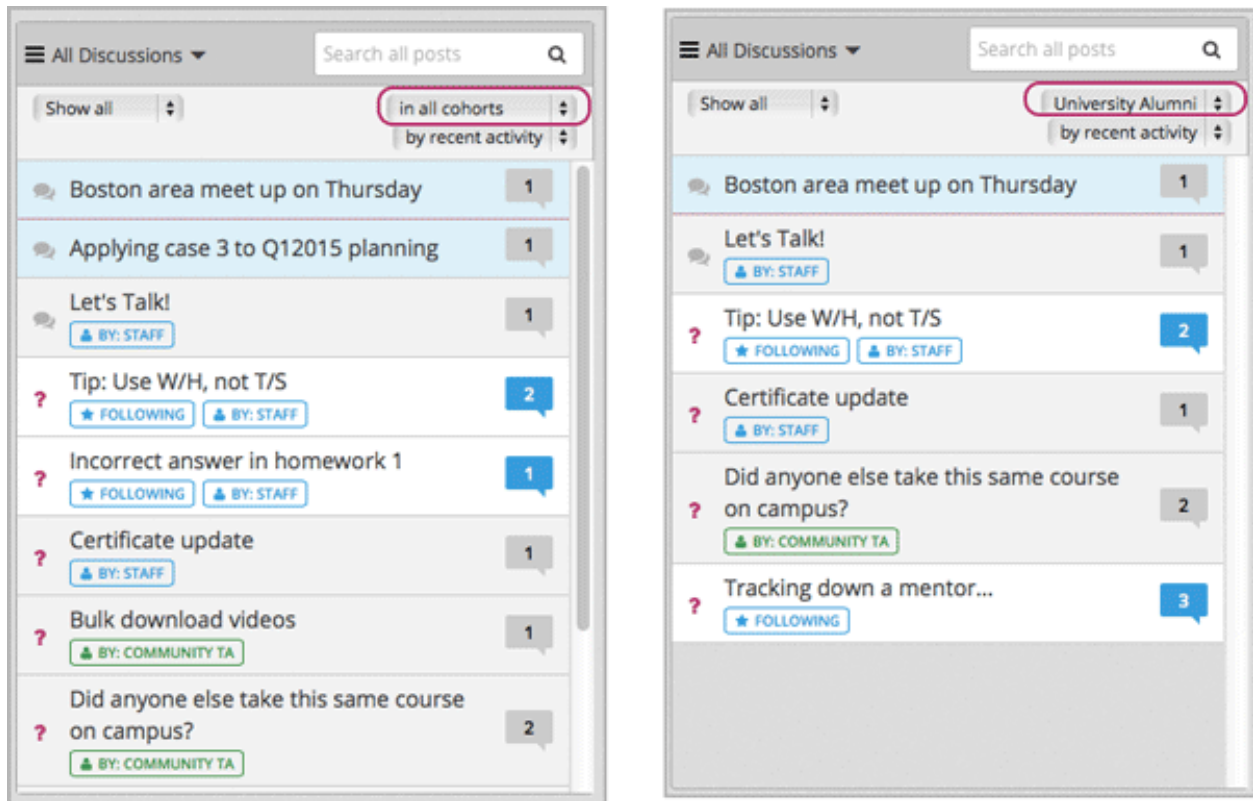 All Discussions
Search all posts
Show all
in all cohorts
by recent activity
Boston area meet up on Thursday
1
Applying case 3 to Q12015 planning
1
Let's Talk!
1
BY: STAFF
Tip: Use W/H, not T/S
2
FOLLOWING BY: STAFF
Incorrect answer in homework 1
1
FOLLOWING BY: STAFF
Certificate update
1
BY: STAFF
Bulk download videos
1
BY: COMMUNITY TA
Did anyone else take this same course
on campus?
2
BY: COMMUNITY TA
All Discussions
Search all posts
Show all
University Alumni
by recent activity
Boston area meet up on Thursday
1
Let's Talk!
1
BY: STAFF
Tip: Use W/H, not T/S
2
FOLLOWING BY: STAFF
Certificate update
1
BY: STAFF
Did anyone else take this same course
on campus?
2
BY: COMMUNITY TA
Tracking down a mentor...
3
FOLLOWING